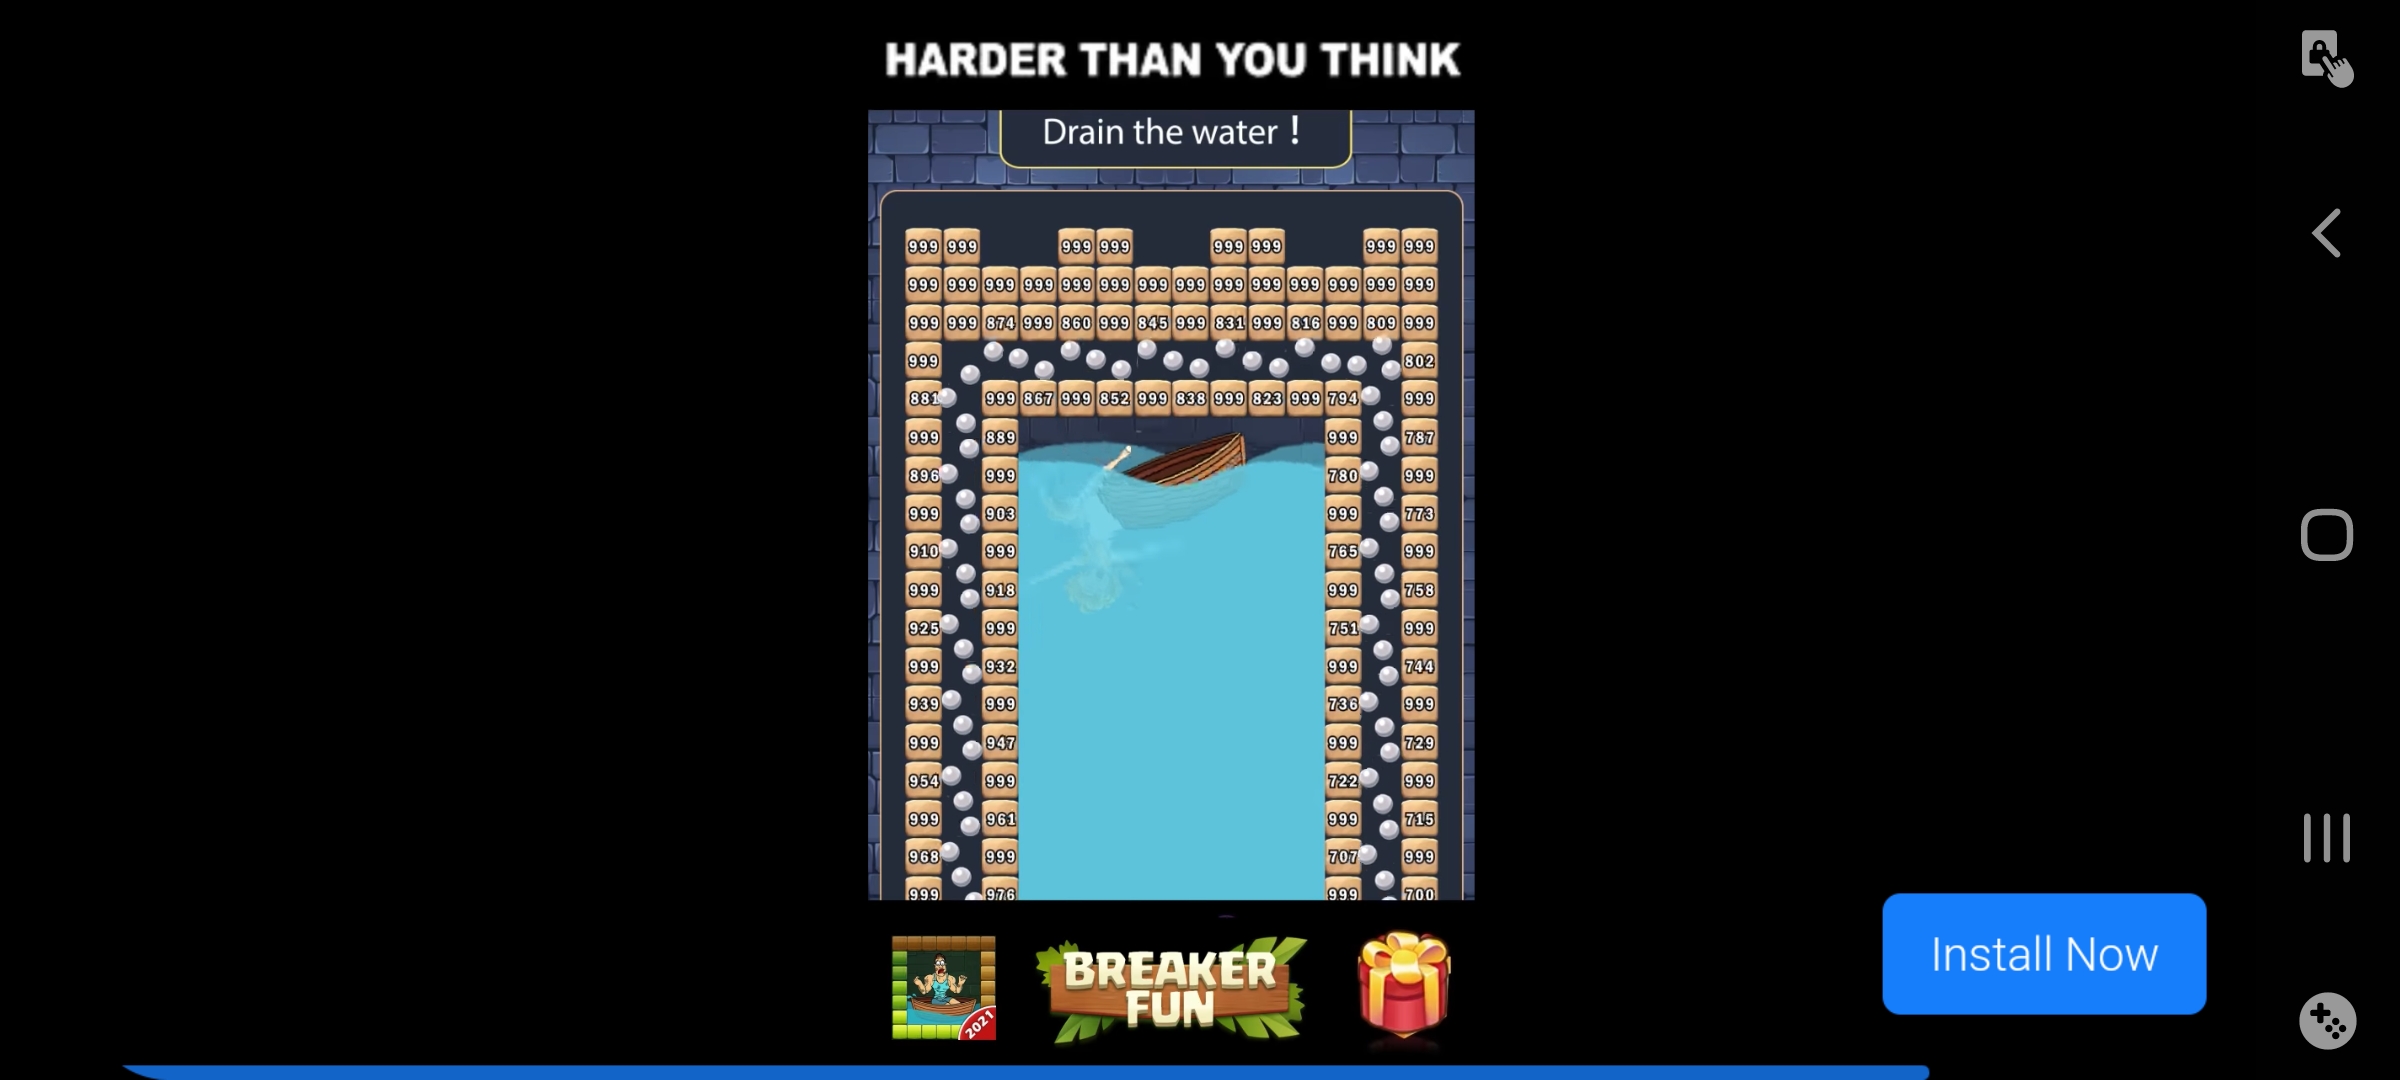 HARDER THAN YOU THINK
Drain the water !
999 999 999 999 999 999 999 999
999 999 999 999 999 999 999 999 999 999 999 999 999 999
999 999 874 999 860 999 845 999 831 999 816 999 809 999
999 802
881 999 867 999 852 999 838 999 823 999 794 999
999 889 999 787
896 999 780 999
999 903 999 773
910 999 765 999
999 918 999 758
925 999 751 999
999 932 999 744
939 999 736 999
999 947 999 729
954 999 722 999
999 961 999 715
968 999 707 999
999 976 999 700
2021
BREAKER
FUN
Install Now